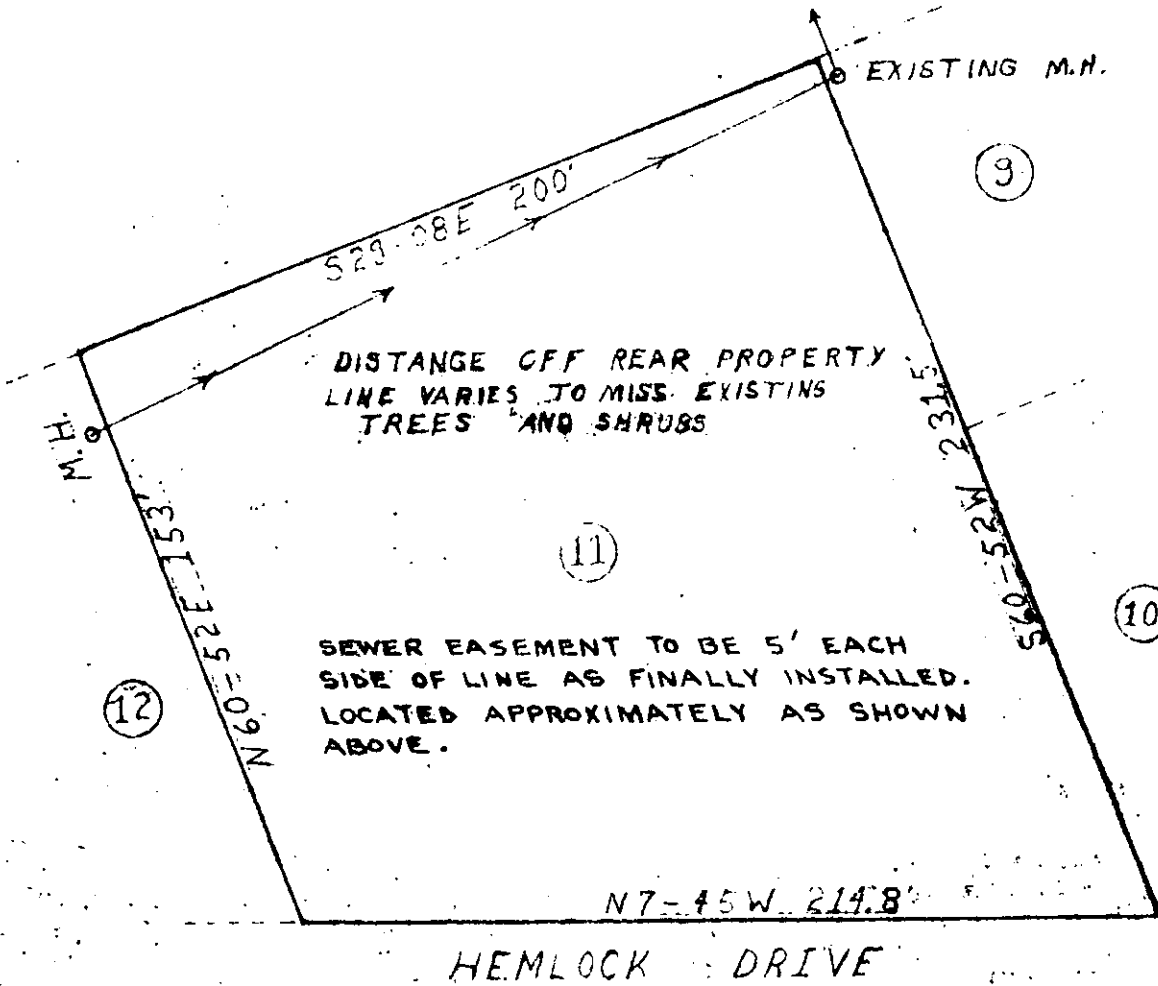 EXISTING M.H.
9
S29-08E 200'
DISTANGE OFF REAR PROPERTY
LINE VARIES TO MISS EXISTING
TREES AND SHRUBS
M.H.
N60-52E 153'
S60-52W 231.5'
11
10
12
SEWER EASEMENT TO BE 5' EACH
SIDE OF LINE AS FINALLY INSTALLED.
LOCATED APPROXIMATELY AS SHOWN
ABOVE.
N7-45W 214.8'
HEMLOCK DRIVE